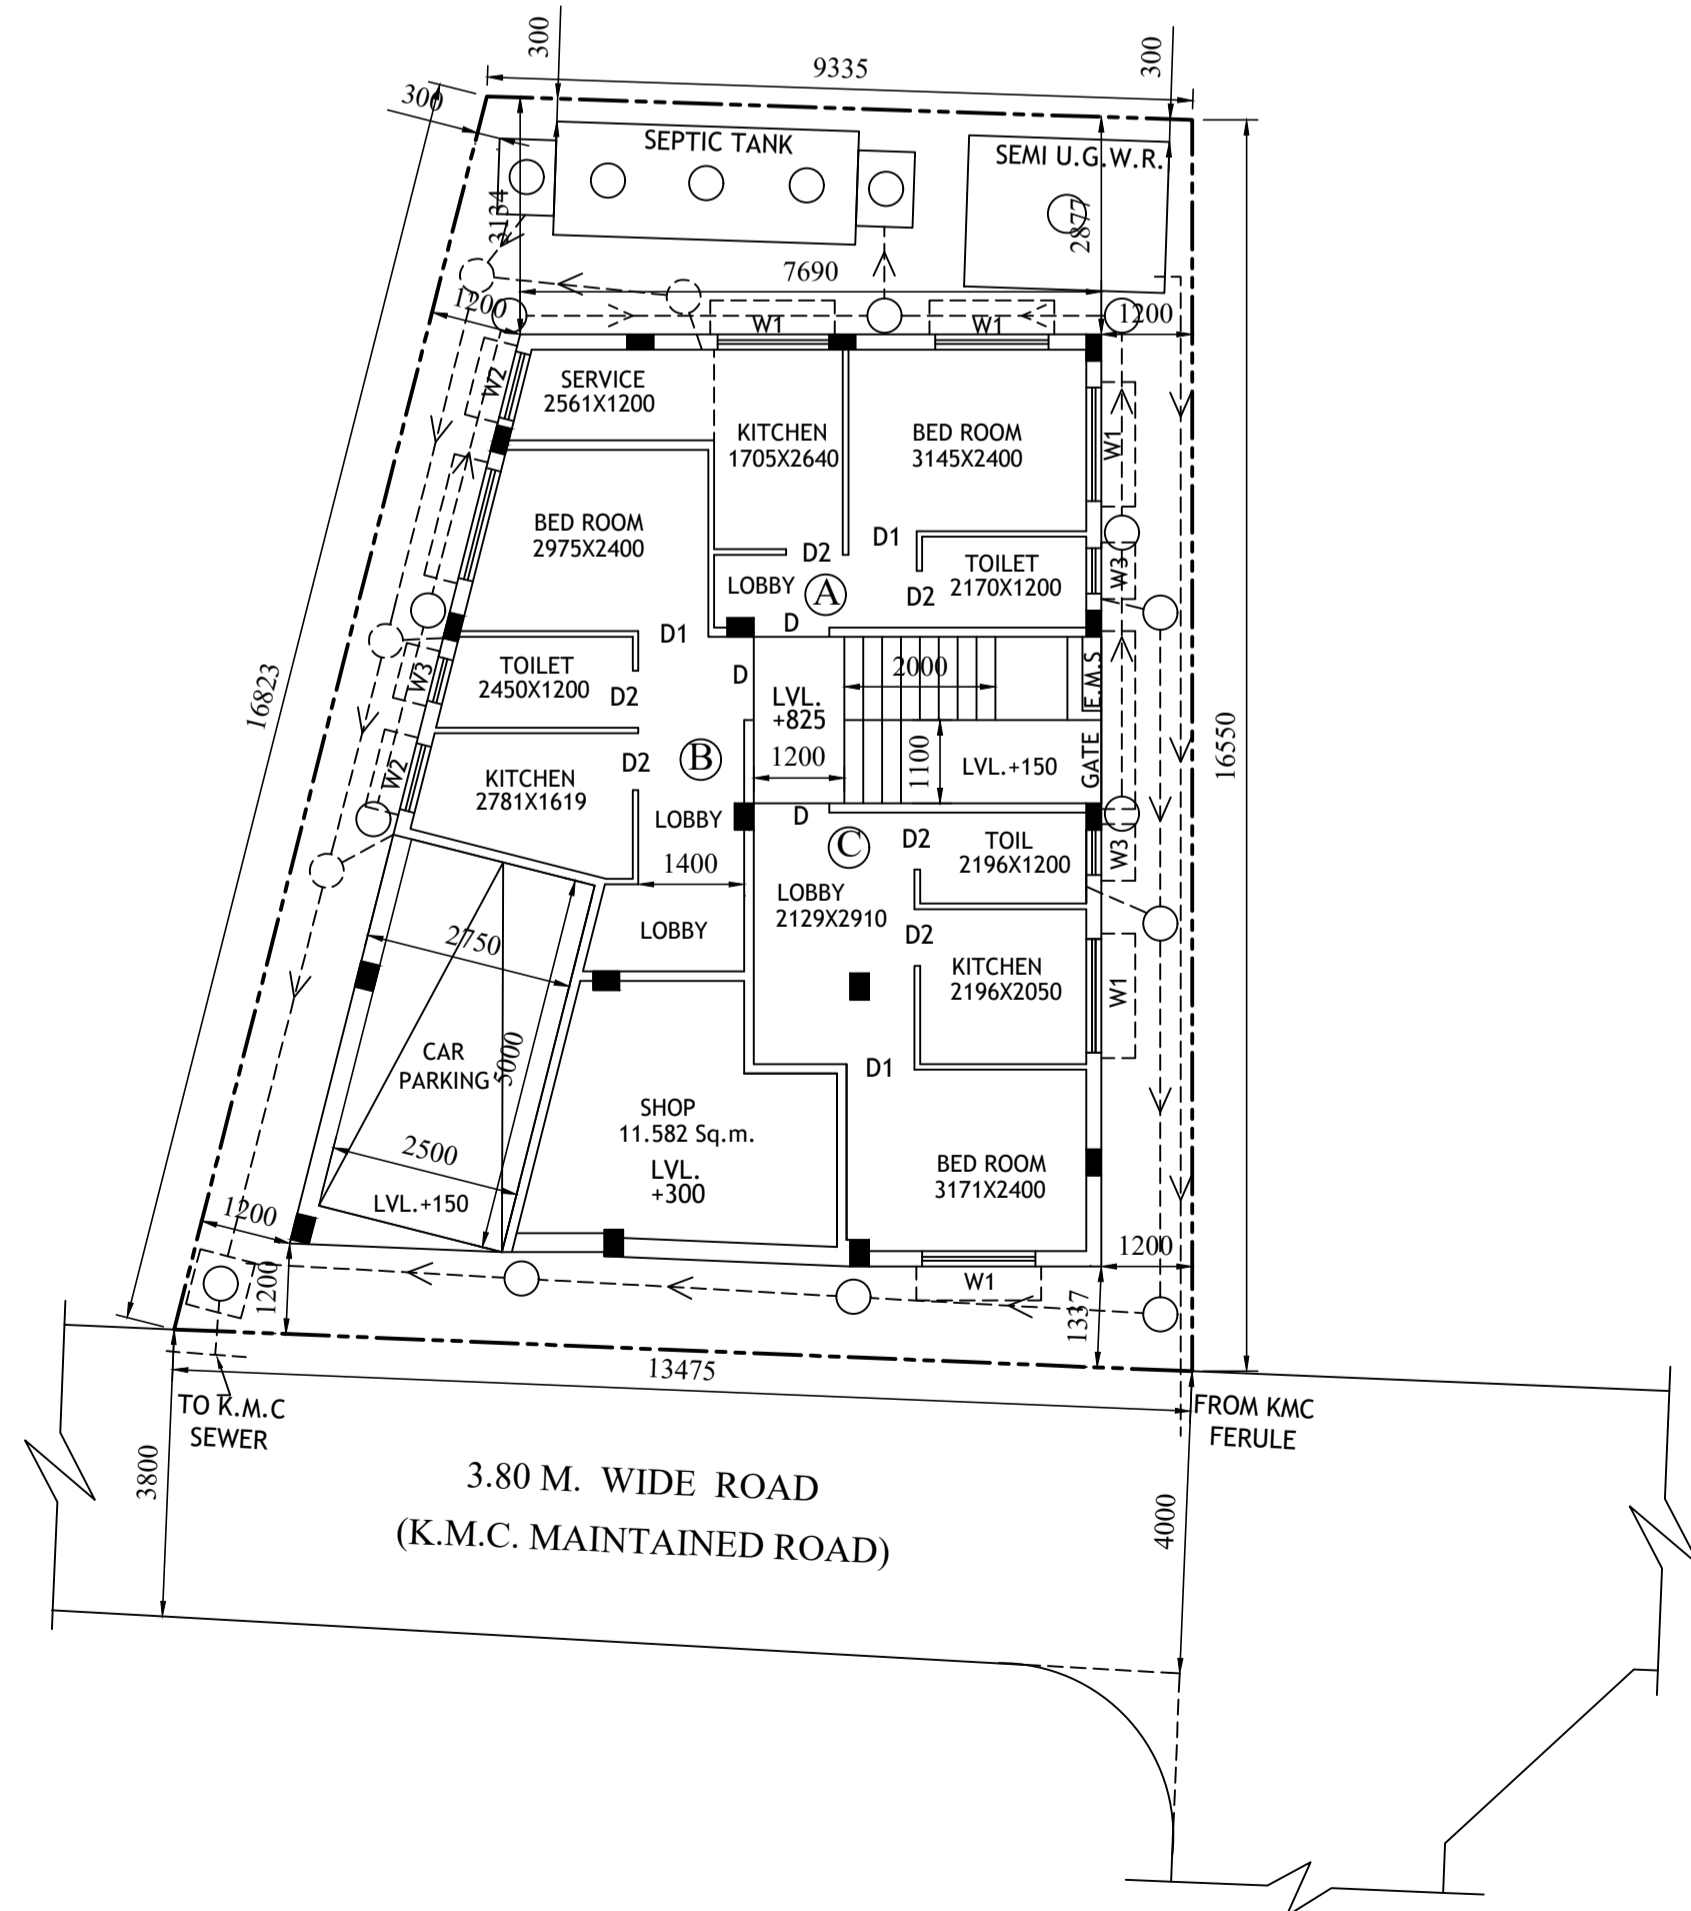 300
300
9335
300
SEPTIC TANK
SEMI U.G.W.R.
3134
2877
7690
1200
1200
W1
W1
W2
SERVICE
2561X1200
KITCHEN
1705X2640
BED ROOM
3145X2400
W1
BED ROOM
2975X2400
D1
D2
TOILET
2170X1200
W3
LOBBY
A
D2
D
D1
16823
TOILET
2450X1200
W3
D2
D
2000
E.M.S
LVL.
+825
16550
1200
1100
LVL.+150
GATE
B
D2
W2
KITCHEN
2781X1619
LOBBY
D
C
D2
TOIL
2196X1200
W3
1400
LOBBY
2129X2910
LOBBY
D2
2750
KITCHEN
2196X2050
W1
CAR
PARKING
5000
D1
SHOP
11.582 Sq.m.
LVL.
+300
2500
BED ROOM
3171X2400
LVL.+150
1200
1200
1200
W1
1337
13475
TO K.M.C
SEWER
FROM KMC
FERULE
3800
3.80 M. WIDE ROAD
(K.M.C. MAINTAINED ROAD)
4000